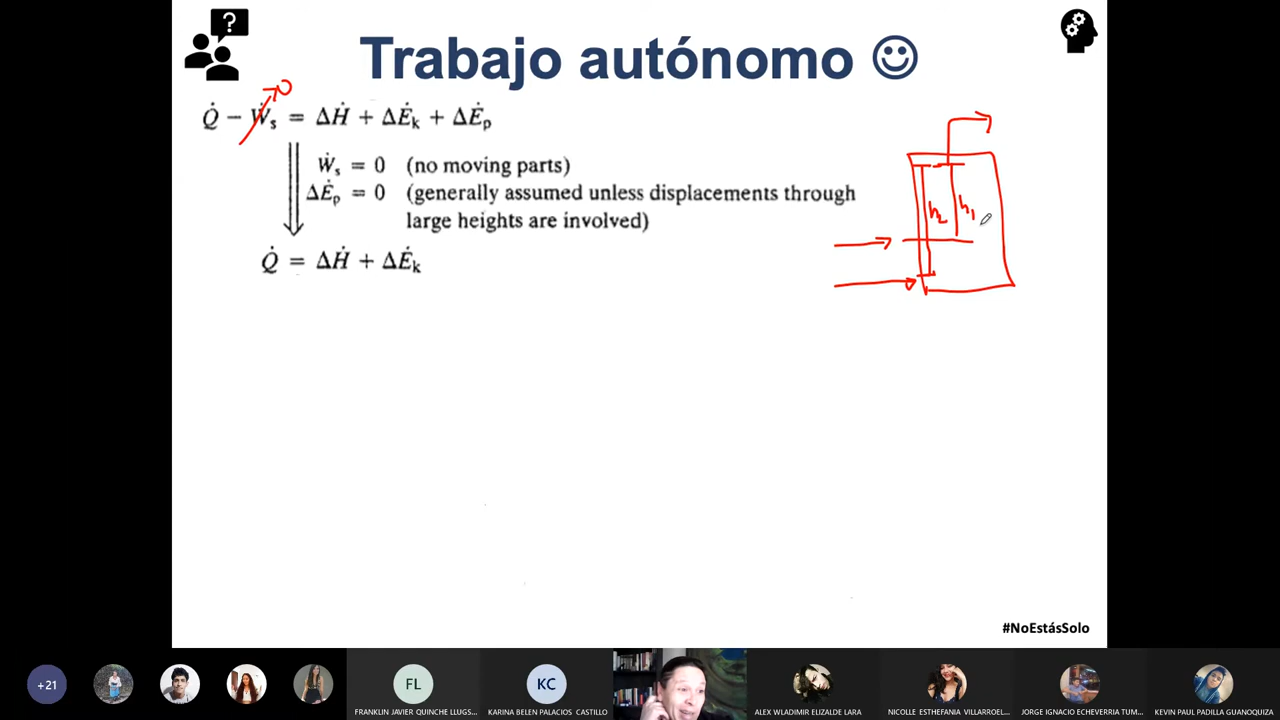 Trabajo autónomo ☺
?
0
Q̇ − Ẇs = ΔḢ + ΔĖk + ΔĖp
Ẇs = 0 (no moving parts)
ΔĖp = 0 (generally assumed unless displacements through
large heights are involved)
Q̇ = ΔḢ + ΔĖk
h2 h1
#NoEstásSolo
+21
FL
KC
FRANKLIN JAVIER QUINCHE LLUGS...
KARINA BELEN PALACIOS CASTILLO
ALEX WLADIMIR ELIZALDE LARA
NICOLLE ESTHEFANIA VILLARROEL...
JORGE IGNACIO ECHEVERRIA TUM...
KEVIN PAUL PADILLA GUANOQUIZA